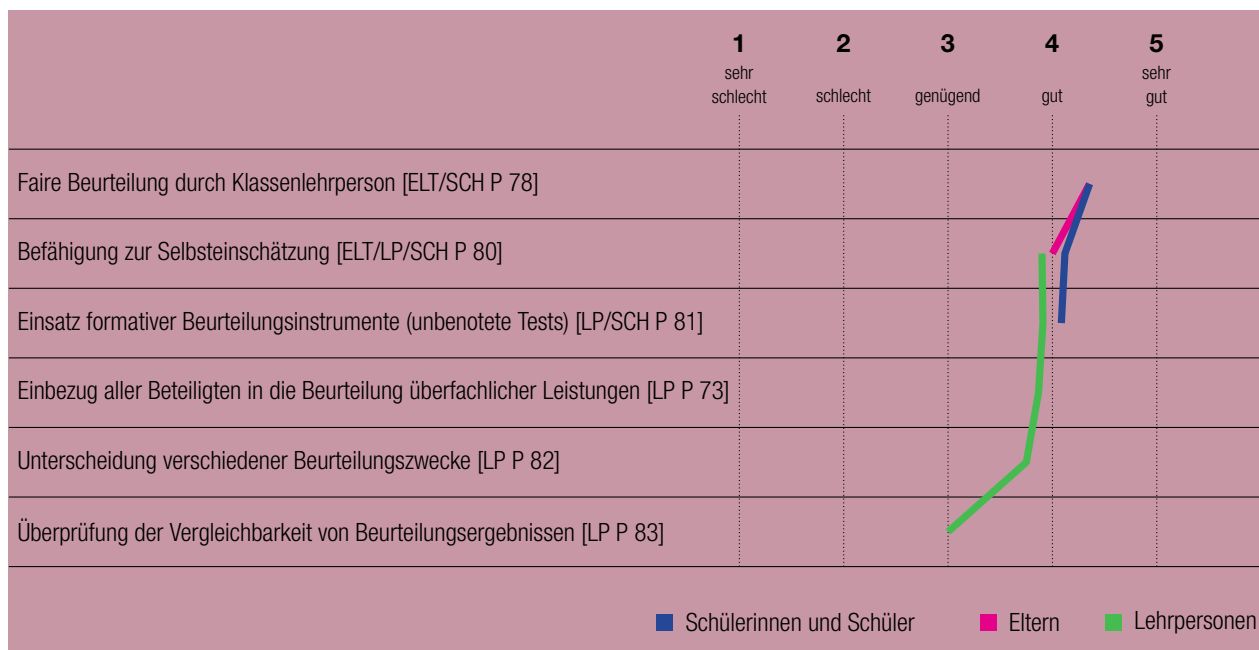 1 2 3 4 5
sehr sehr
schlecht schlecht genügend gut gut
Faire Beurteilung durch Klassenlehrperson [ELT/SCH P 78]
Befähigung zur Selbsteinschätzung [ELT/LP/SCH P 80]
Einsatz formativer Beurteilungsinstrumente (unbenotete Tests) [LP/SCH P 81]
Einbezug aller Beteiligten in die Beurteilung überfachlicher Leistungen [LP P 73]
Unterscheidung verschiedener Beurteilungszwecke [LP P 82]
Überprüfung der Vergleichbarkeit von Beurteilungsergebnissen [LP P 83]
Schülerinnen und Schüler Eltern Lehrpersonen